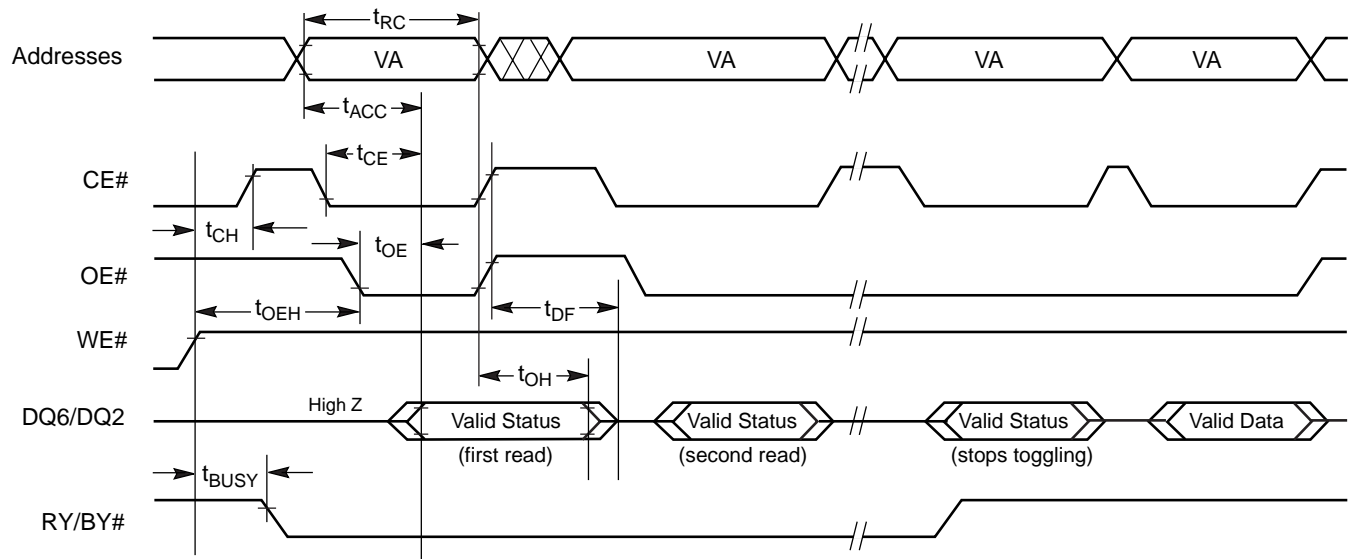 tRC
Addresses VA VA VA VA
tACC
tCE
CE#
tCH
tOE
OE#
tOEH
tDF
WE#
tOH
High Z
DQ6/DQ2 Valid Status Valid Status Valid Status Valid Data
(first read) (second read) (stops toggling)
tBUSY
RY/BY#